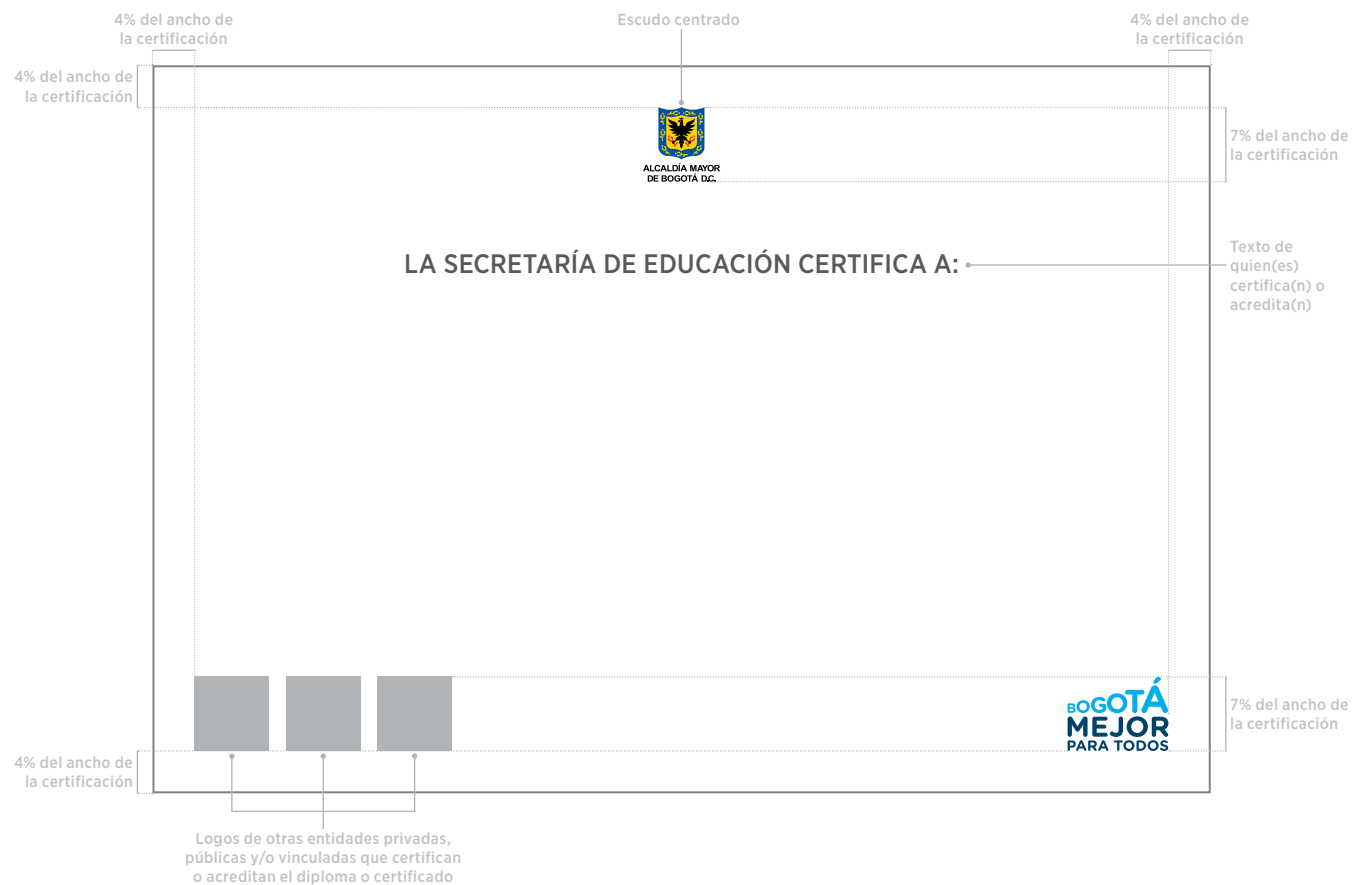 4% del ancho de
la certificación
Escudo centrado
4% del ancho de
la certificación
4% del ancho de
la certificación
7% del ancho de
la certificación
ALCALDÍA MAYOR
DE BOGOTÁ D.C.
LA SECRETARÍA DE EDUCACIÓN CERTIFICA A:
Texto de
quien(es)
certifica(n) o
acredita(n)
BOGOTÁ
MEJOR
PARA TODOS
7% del ancho de
la certificación
4% del ancho de
la certificación
Logos de otras entidades privadas,
públicas y/o vinculadas que certifican
o acreditan el diploma o certificado